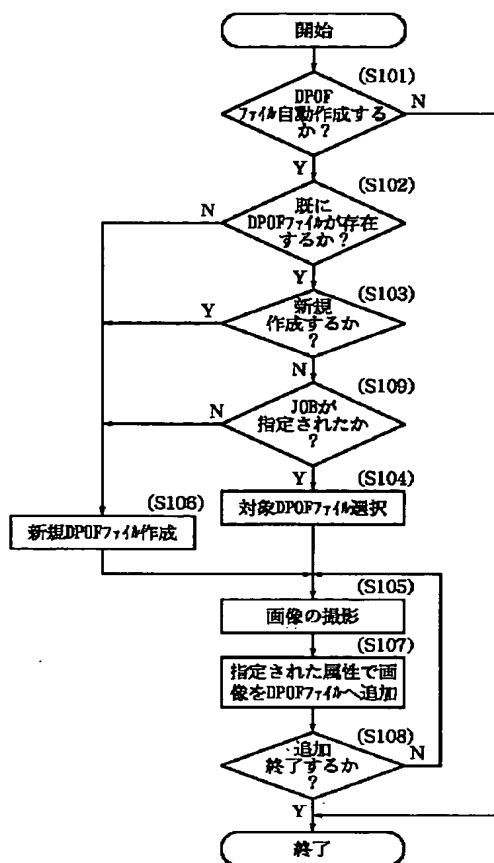 開始
(S101)
DPOF
ファイル自動作成する
か?
N
Y
(S102)
既に
DPOFファイルが存在
するか?
N
Y
(S103)
新規
作成するか
?
Y
N
(S109)
JOBが
指定されたか
?
N
Y
(S104)
対象DPOFファイル選択
(S106)
新規DPOFファイル作成
(S105)
画像の撮影
(S107)
指定された属性で画
像をDPOFファイルへ追加
(S108)
追加
終了するか
?
N
Y
終了